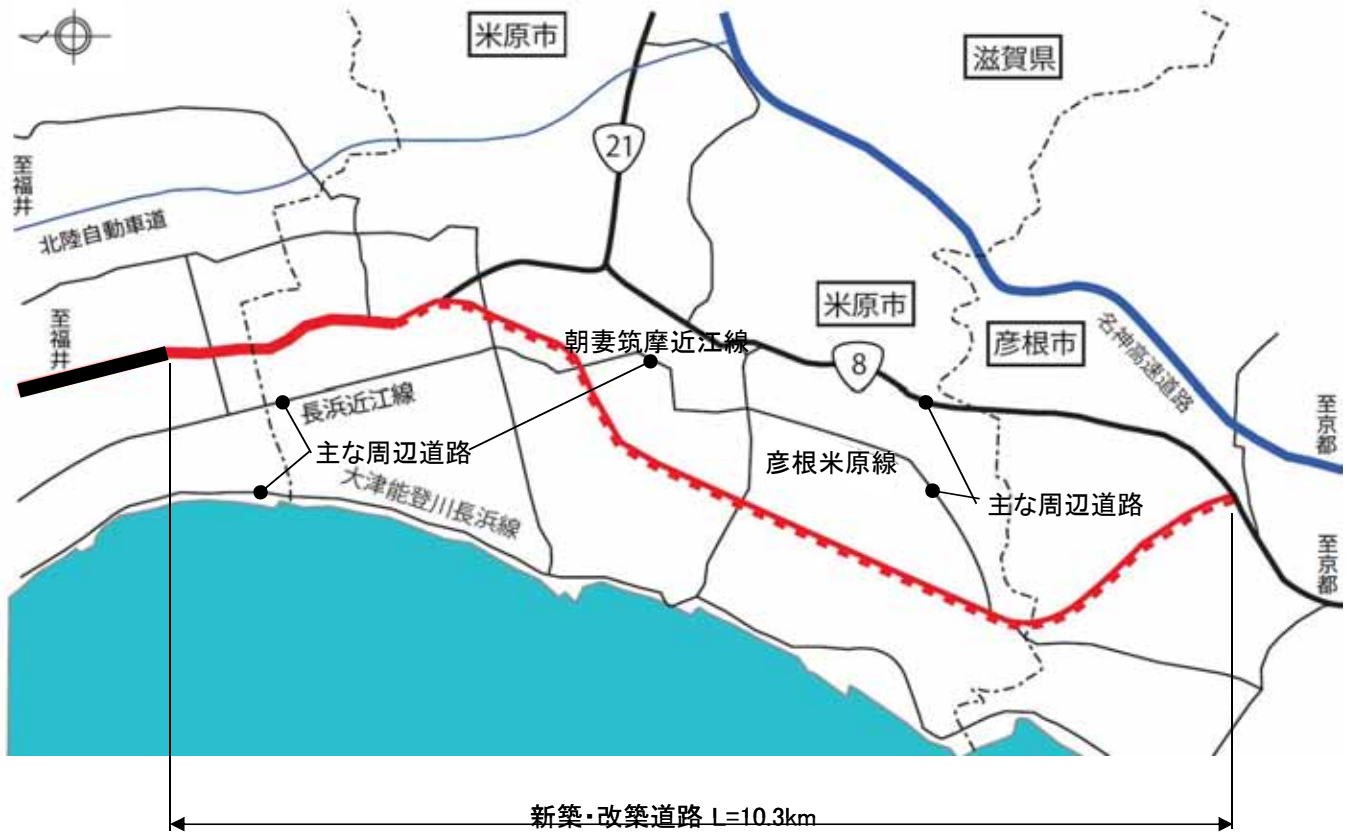 米原市
滋賀県
21
至福井
北陸自動車道
至福井
米原市
朝妻筑摩近江線
8
彦根市
名神高速道路
長浜近江線
至京都
主な周辺道路
彦根米原線
大津能登川長浜線
主な周辺道路
至京都
新築・改築道路 L=10.3km